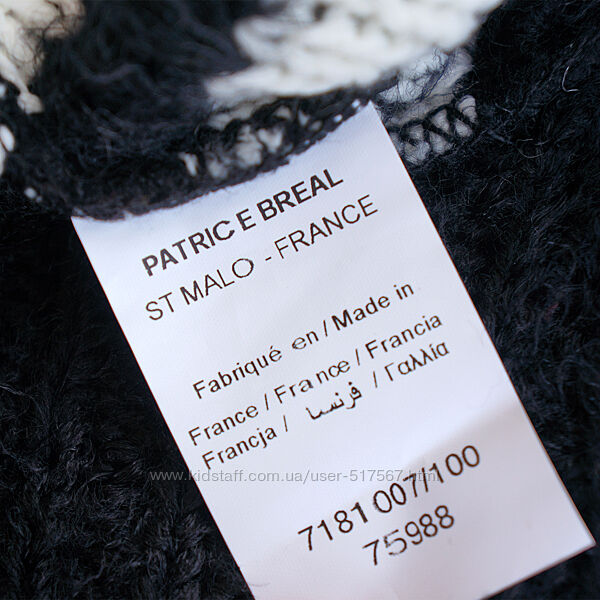 PATRICE BREAL
ST MALO - FRANCE
Fabriqué en / Made in
France / France / Francia
Francja / فرنسا / Γαλλία
www.kidstaff.com.ua/user-517567.html
7181 007/100
75988